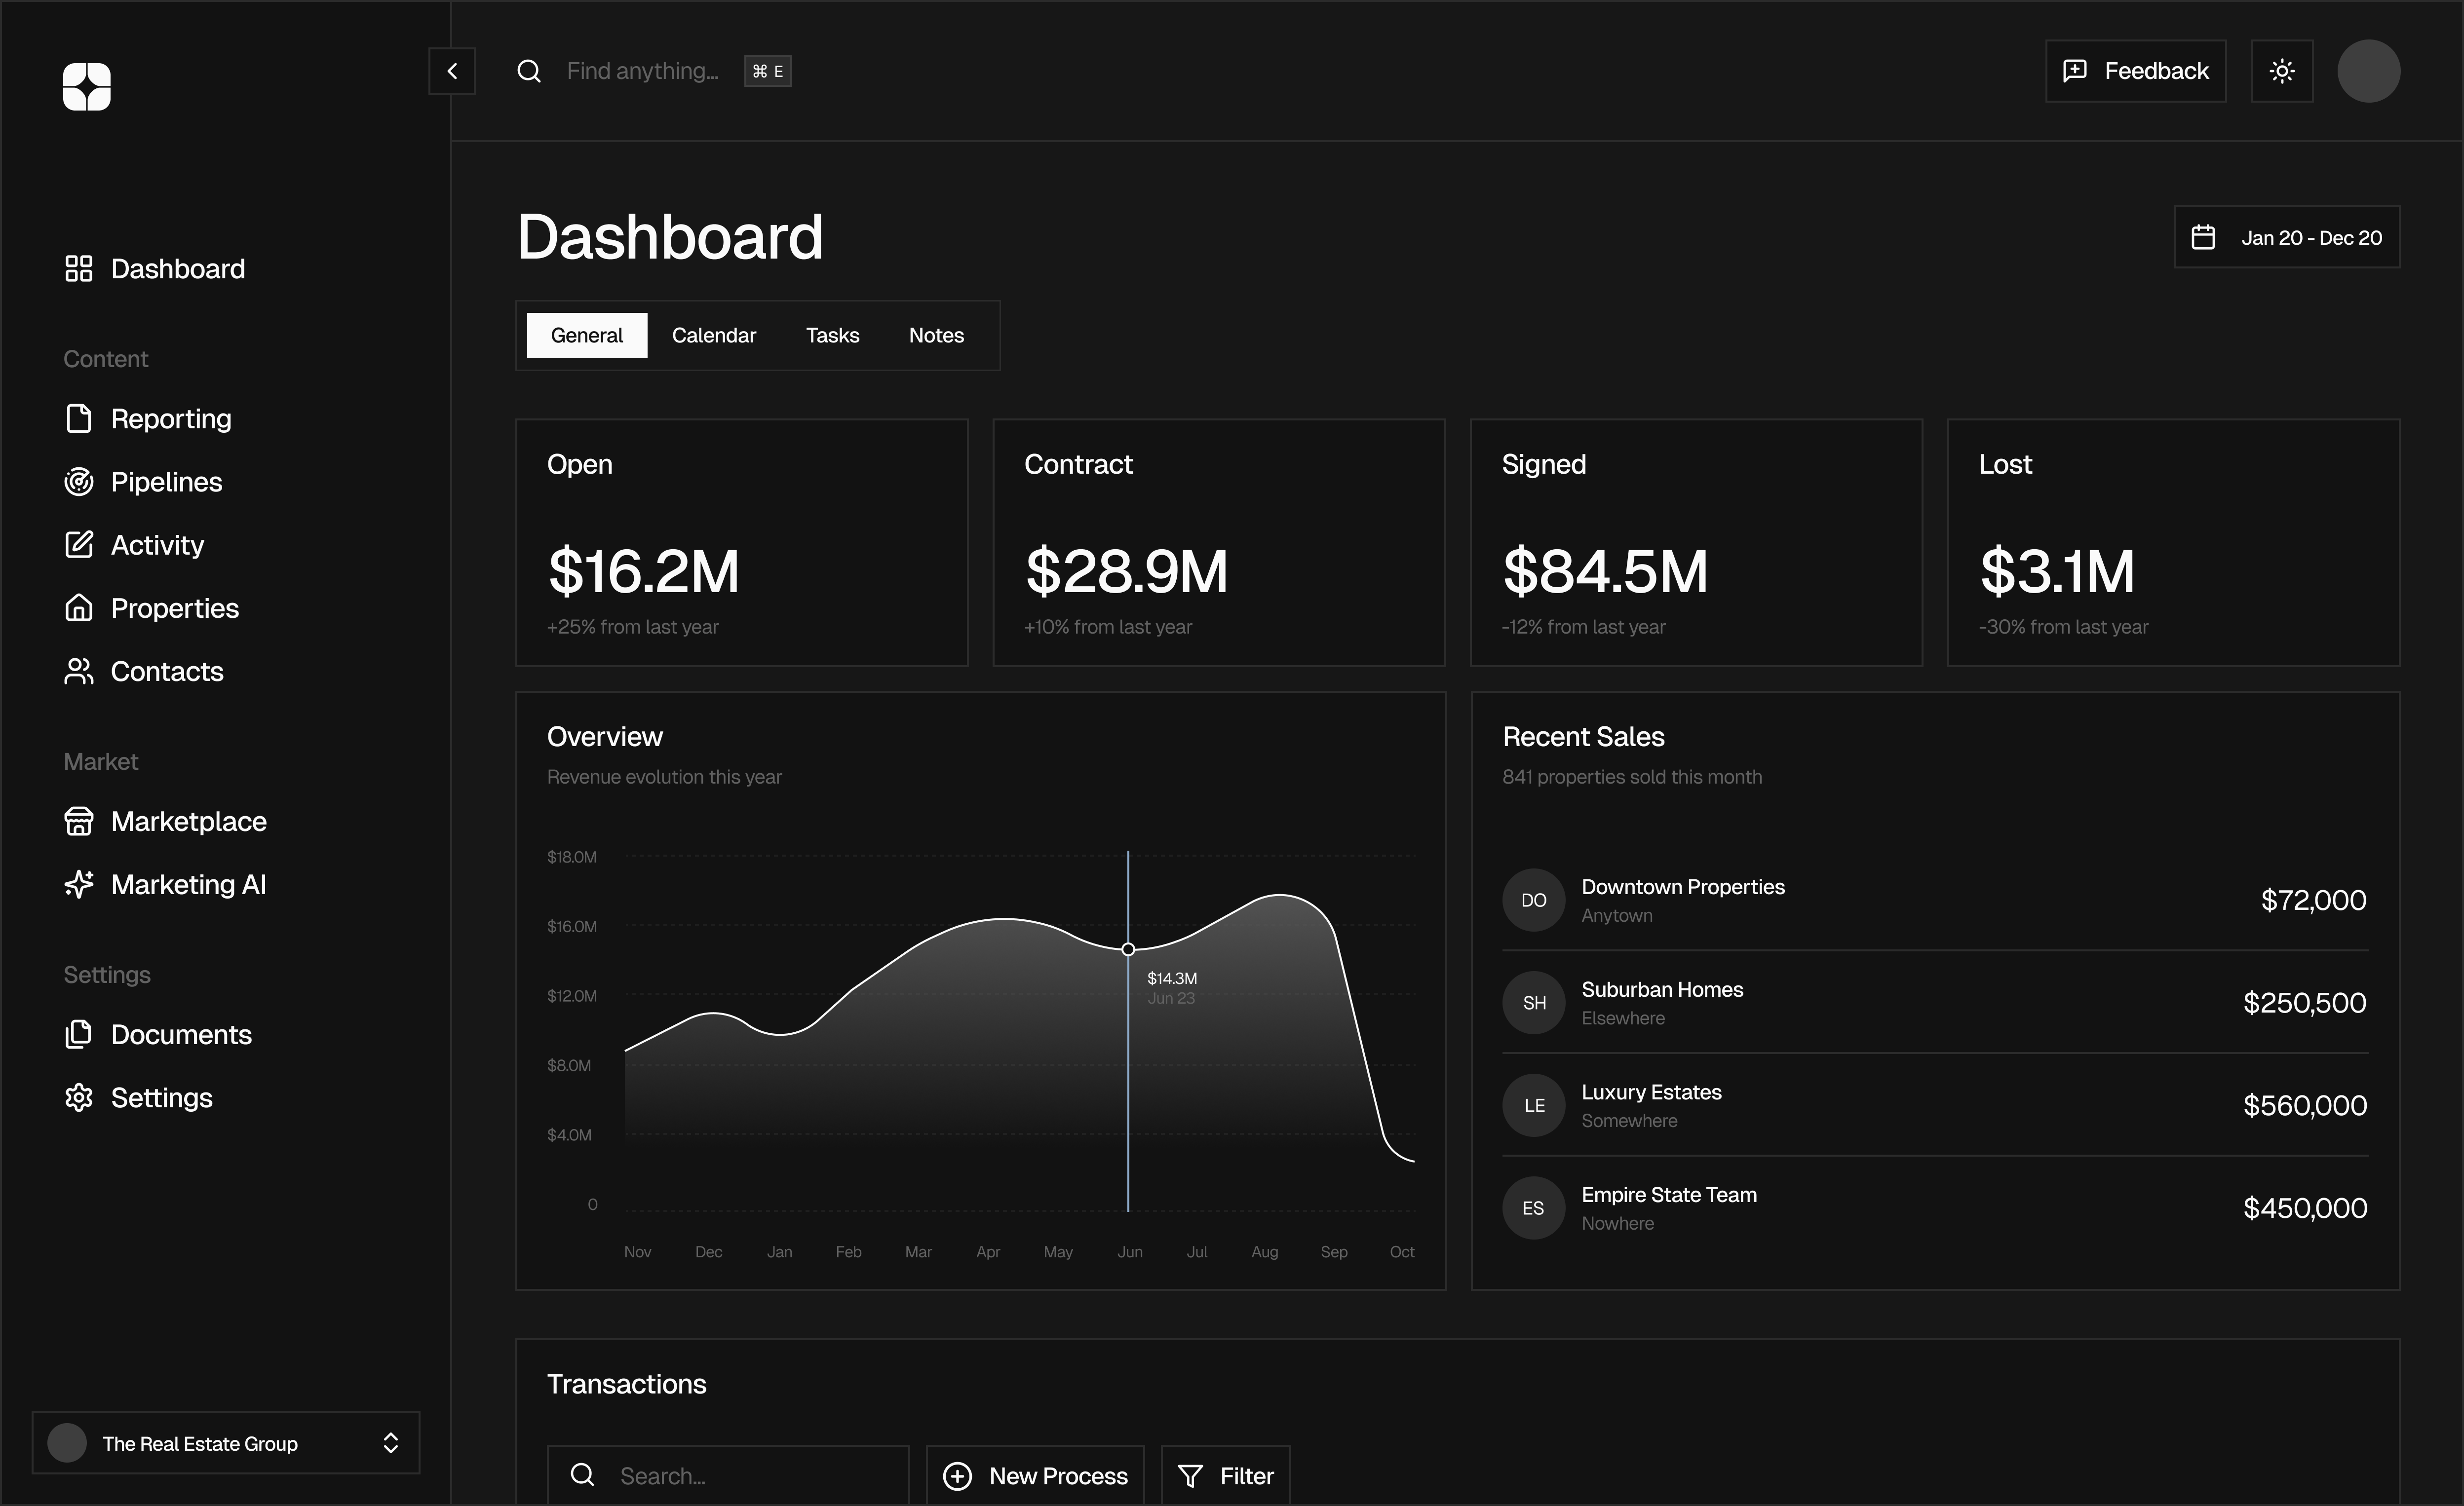 Find anything...
⌘ E
Feedback
Dashboard
Content
Reporting
Pipelines
Activity
Properties
Contacts
Market
Marketplace
Marketing AI
Settings
Documents
Settings
The Real Estate Group
Dashboard
Jan 20 - Dec 20
General
Calendar
Tasks
Notes
Open
$16.2M
+25% from last year
Contract
$28.9M
+10% from last year
Signed
$84.5M
-12% from last year
Lost
$3.1M
-30% from last year
Overview
Revenue evolution this year
$18.0M
$16.0M
$12.0M
$8.0M
$4.0M
0
$14.3M
Jun 23
Nov
Dec
Jan
Feb
Mar
Apr
May
Jun
Jul
Aug
Sep
Oct
Recent Sales
841 properties sold this month
DO
Downtown Properties
Anytown
$72,000
SH
Suburban Homes
Elsewhere
$250,500
LE
Luxury Estates
Somewhere
$560,000
ES
Empire State Team
Nowhere
$450,000
Transactions
Search...
New Process
Filter